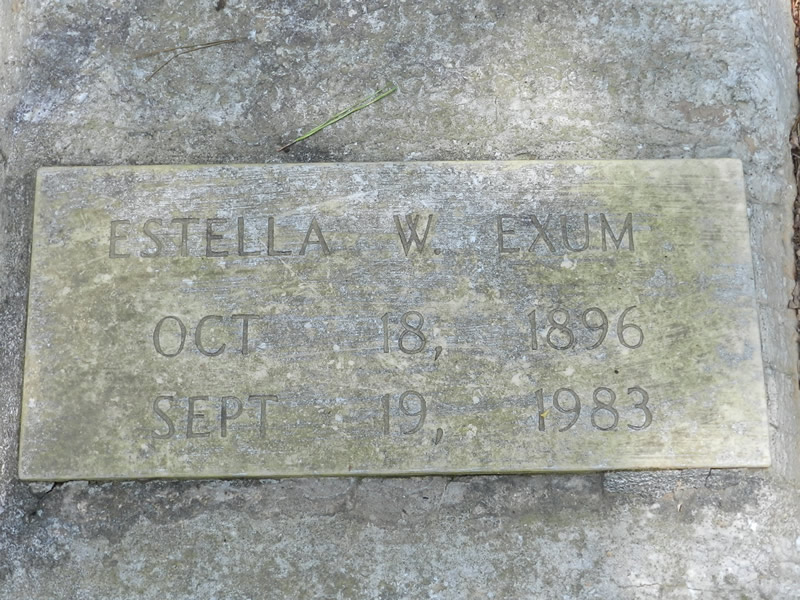 ESTELLA W. EXUM
OCT 18, 1896
SEPT 19, 1983